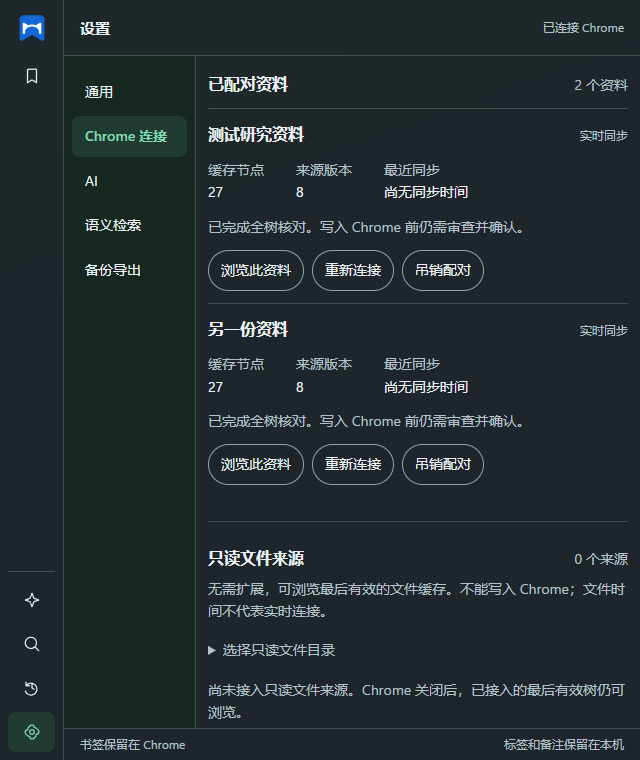 设置
已连接 Chrome
通用
Chrome 连接
AI
语义检索
备份导出
已配对资料
2 个资料
测试研究资料
实时同步
缓存节点 来源版本 最近同步
27 8 尚无同步时间
已完成全树核对。写入 Chrome 前仍需审查并确认。
浏览此资料 重新连接 吊销配对
另一份资料
实时同步
缓存节点 来源版本 最近同步
27 8 尚无同步时间
已完成全树核对。写入 Chrome 前仍需审查并确认。
浏览此资料 重新连接 吊销配对
只读文件来源
0 个来源
无需扩展，可浏览最后有效的文件缓存。不能写入 Chrome；文件时
间不代表实时连接。
选择只读文件目录
尚未接入只读文件来源。Chrome 关闭后，已接入的最后有效树仍可
浏览。
书签保留在 Chrome
标签和备注保留在本机